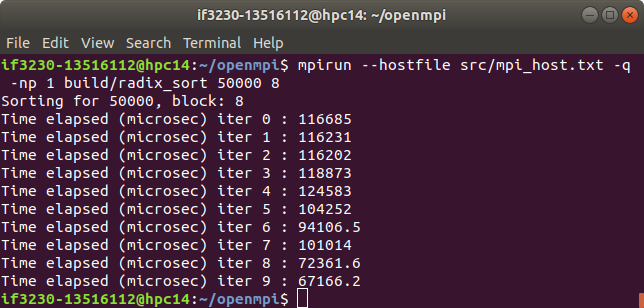 if3230-13516112@hpc14: ~/openmpi
File Edit View Search Terminal Help
if3230-13516112@hpc14:~/openmpi$ mpirun --hostfile src/mpi_host.txt -q
-np 1 build/radix_sort 50000 8
Sorting for 50000, block: 8
Time elapsed (microsec) iter 0 : 116685
Time elapsed (microsec) iter 1 : 116231
Time elapsed (microsec) iter 2 : 116202
Time elapsed (microsec) iter 3 : 118873
Time elapsed (microsec) iter 4 : 124583
Time elapsed (microsec) iter 5 : 104252
Time elapsed (microsec) iter 6 : 94106.5
Time elapsed (microsec) iter 7 : 101014
Time elapsed (microsec) iter 8 : 72361.6
Time elapsed (microsec) iter 9 : 67166.2
if3230-13516112@hpc14:~/openmpi$